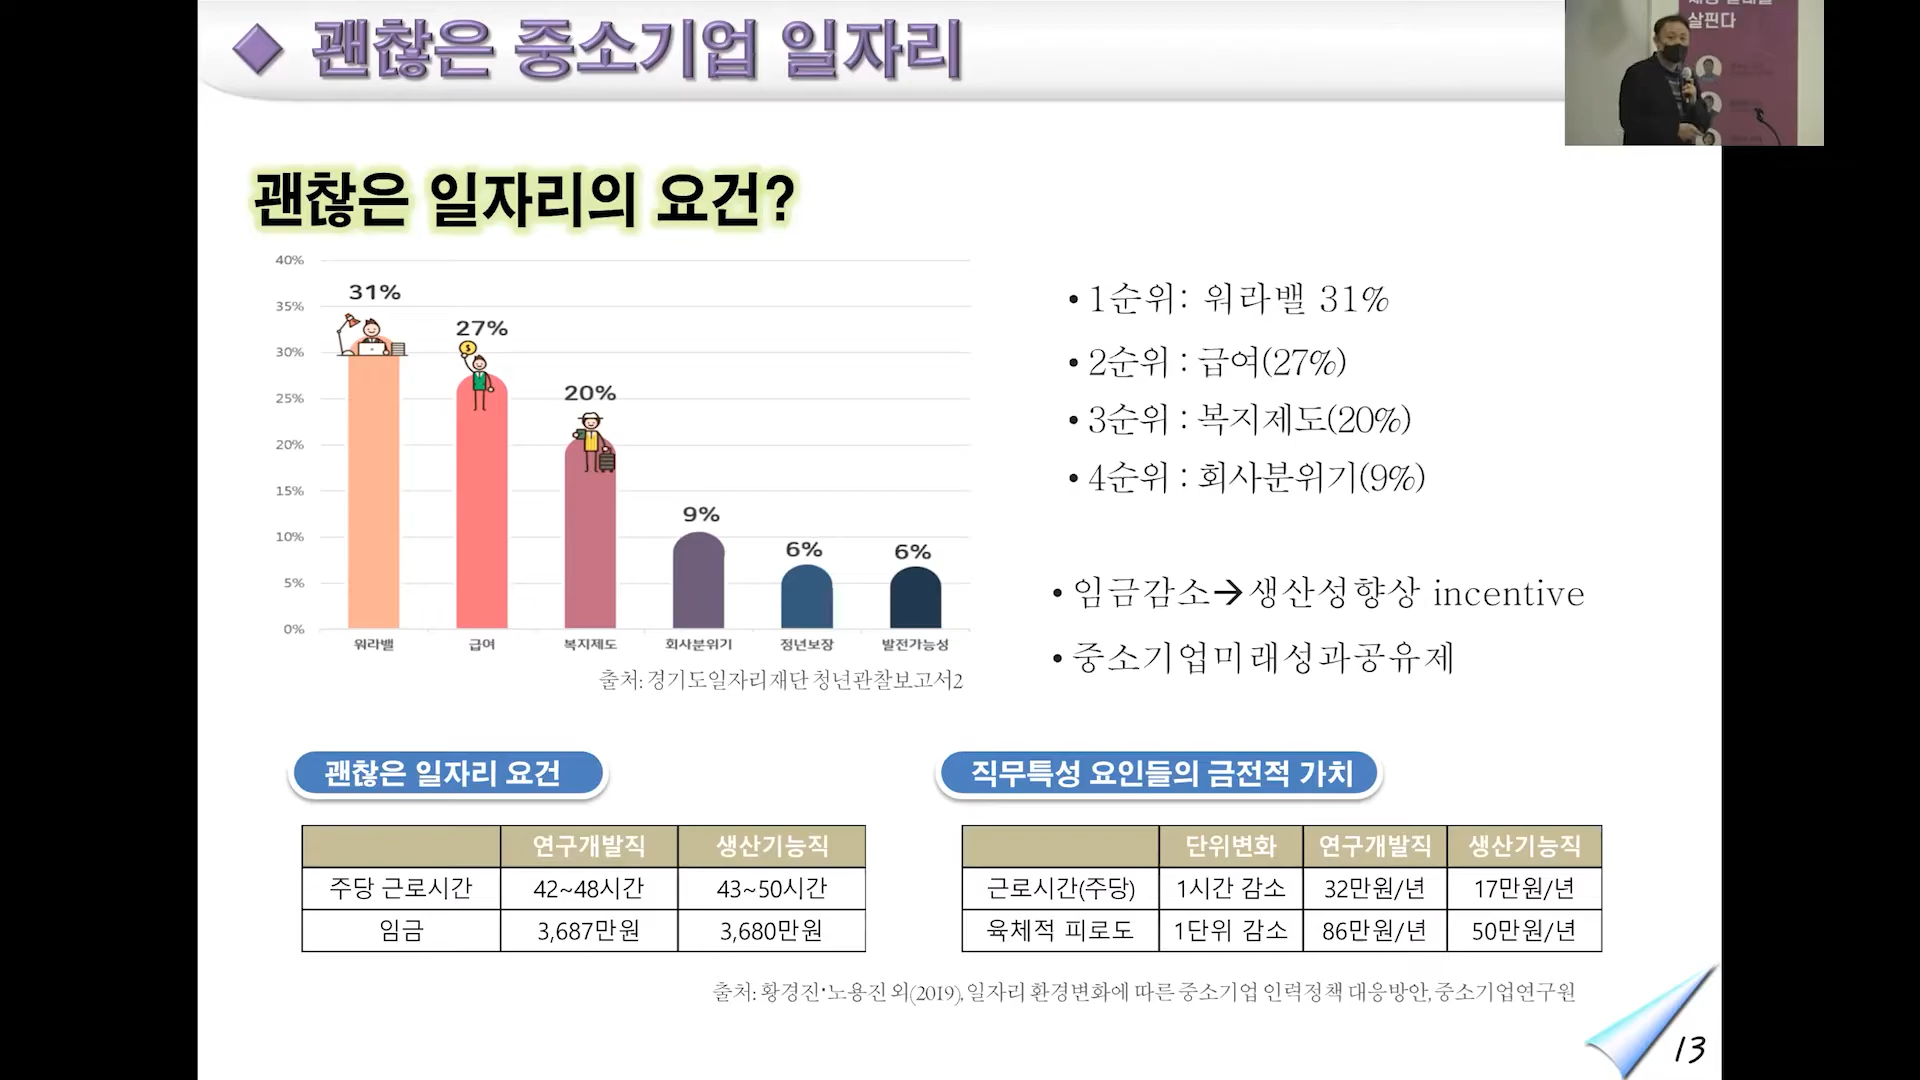 괜찮은 중소기업 일자리
살핀다
괜찮은 일자리의 요건?
40%
35%
30%
25%
20%
15%
10%
5%
0%
31%
27%
20%
9%
6%
6%
워라밸
급여
복지제도
회사분위기
정년보장
발전가능성
출처: 경기도일자리재단 청년관찰보고서2
• 1순위: 워라밸 31%
• 2순위 : 급여(27%)
• 3순위 : 복지제도(20%)
• 4순위 : 회사분위기(9%)
• 임금감소→생산성향상 incentive
• 중소기업미래성과공유제
괜찮은 일자리 요건
연구개발직 생산기능직
주당 근로시간 42~48시간 43~50시간
임금 3,687만원 3,680만원
직무특성 요인들의 금전적 가치
단위변화 연구개발직 생산기능직
근로시간(주당) 1시간 감소 32만원/년 17만원/년
육체적 피로도 1단위 감소 86만원/년 50만원/년
출처: 황경진·노용진 외(2019), 일자리 환경변화에 따른 중소기업 인력정책 대응방안, 중소기업연구원
13